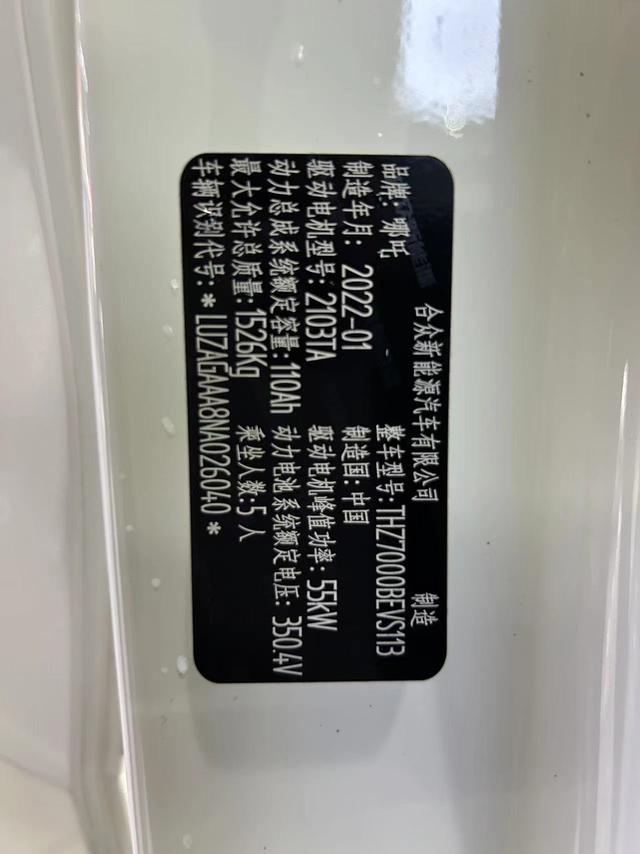 合众新能源汽车有限公司 制造
品牌：哪吒 整车型号：THZ7000BEVS113
制造年月：2022-01 制造国：中国
驱动电机型号：2103TA 驱动电机峰值功率：55kW
动力总成系统额定容量：110Ah 动力电池系统额定电压：350.4V
最大允许总质量：1526Kg 乘坐人数：5 人
车辆识别代号：＊LUZAGAAA8NA026040＊